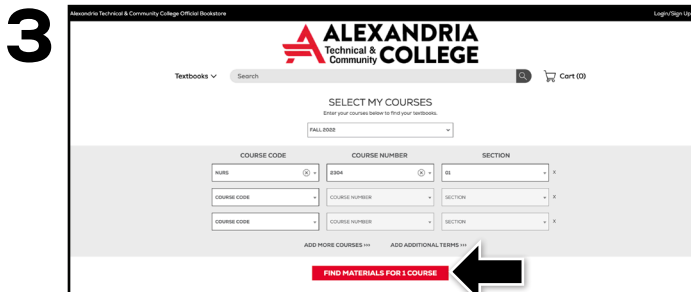 3
Alexandria Technical & Community College Official Bookstore Login/Sign Up
ALEXANDRIA
Technical &
Community COLLEGE
Textbooks Search Cart (0)
SELECT MY COURSES
Enter your courses below to find your textbooks.
FALL 2022
COURSE CODE COURSE NUMBER SECTION
NURS 2304 01 X
COURSE CODE COURSE NUMBER SECTION X
COURSE CODE COURSE NUMBER SECTION X
ADD MORE COURSES >>> ADD ADDITIONAL TERMS >>>
FIND MATERIALS FOR 1 COURSE